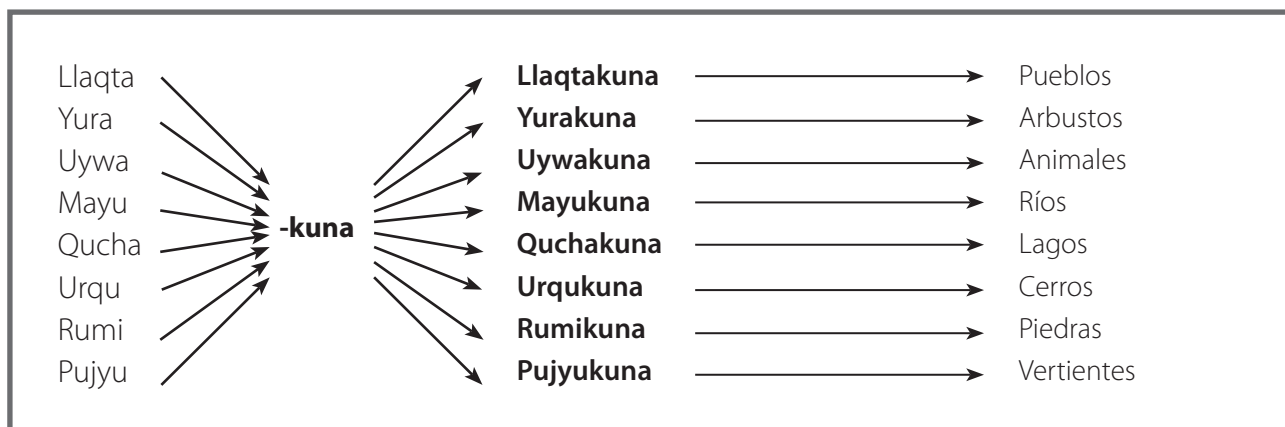 Llaqta Llaqtakuna Pueblos
Yura Yurakuna Arbustos
Uywa Uywakuna Animales
Mayu Mayukuna Ríos
-kuna
Qucha Quchakuna Lagos
Urqu Urqukuna Cerros
Rumi Rumikuna Piedras
Pujyu Pujyukuna Vertientes